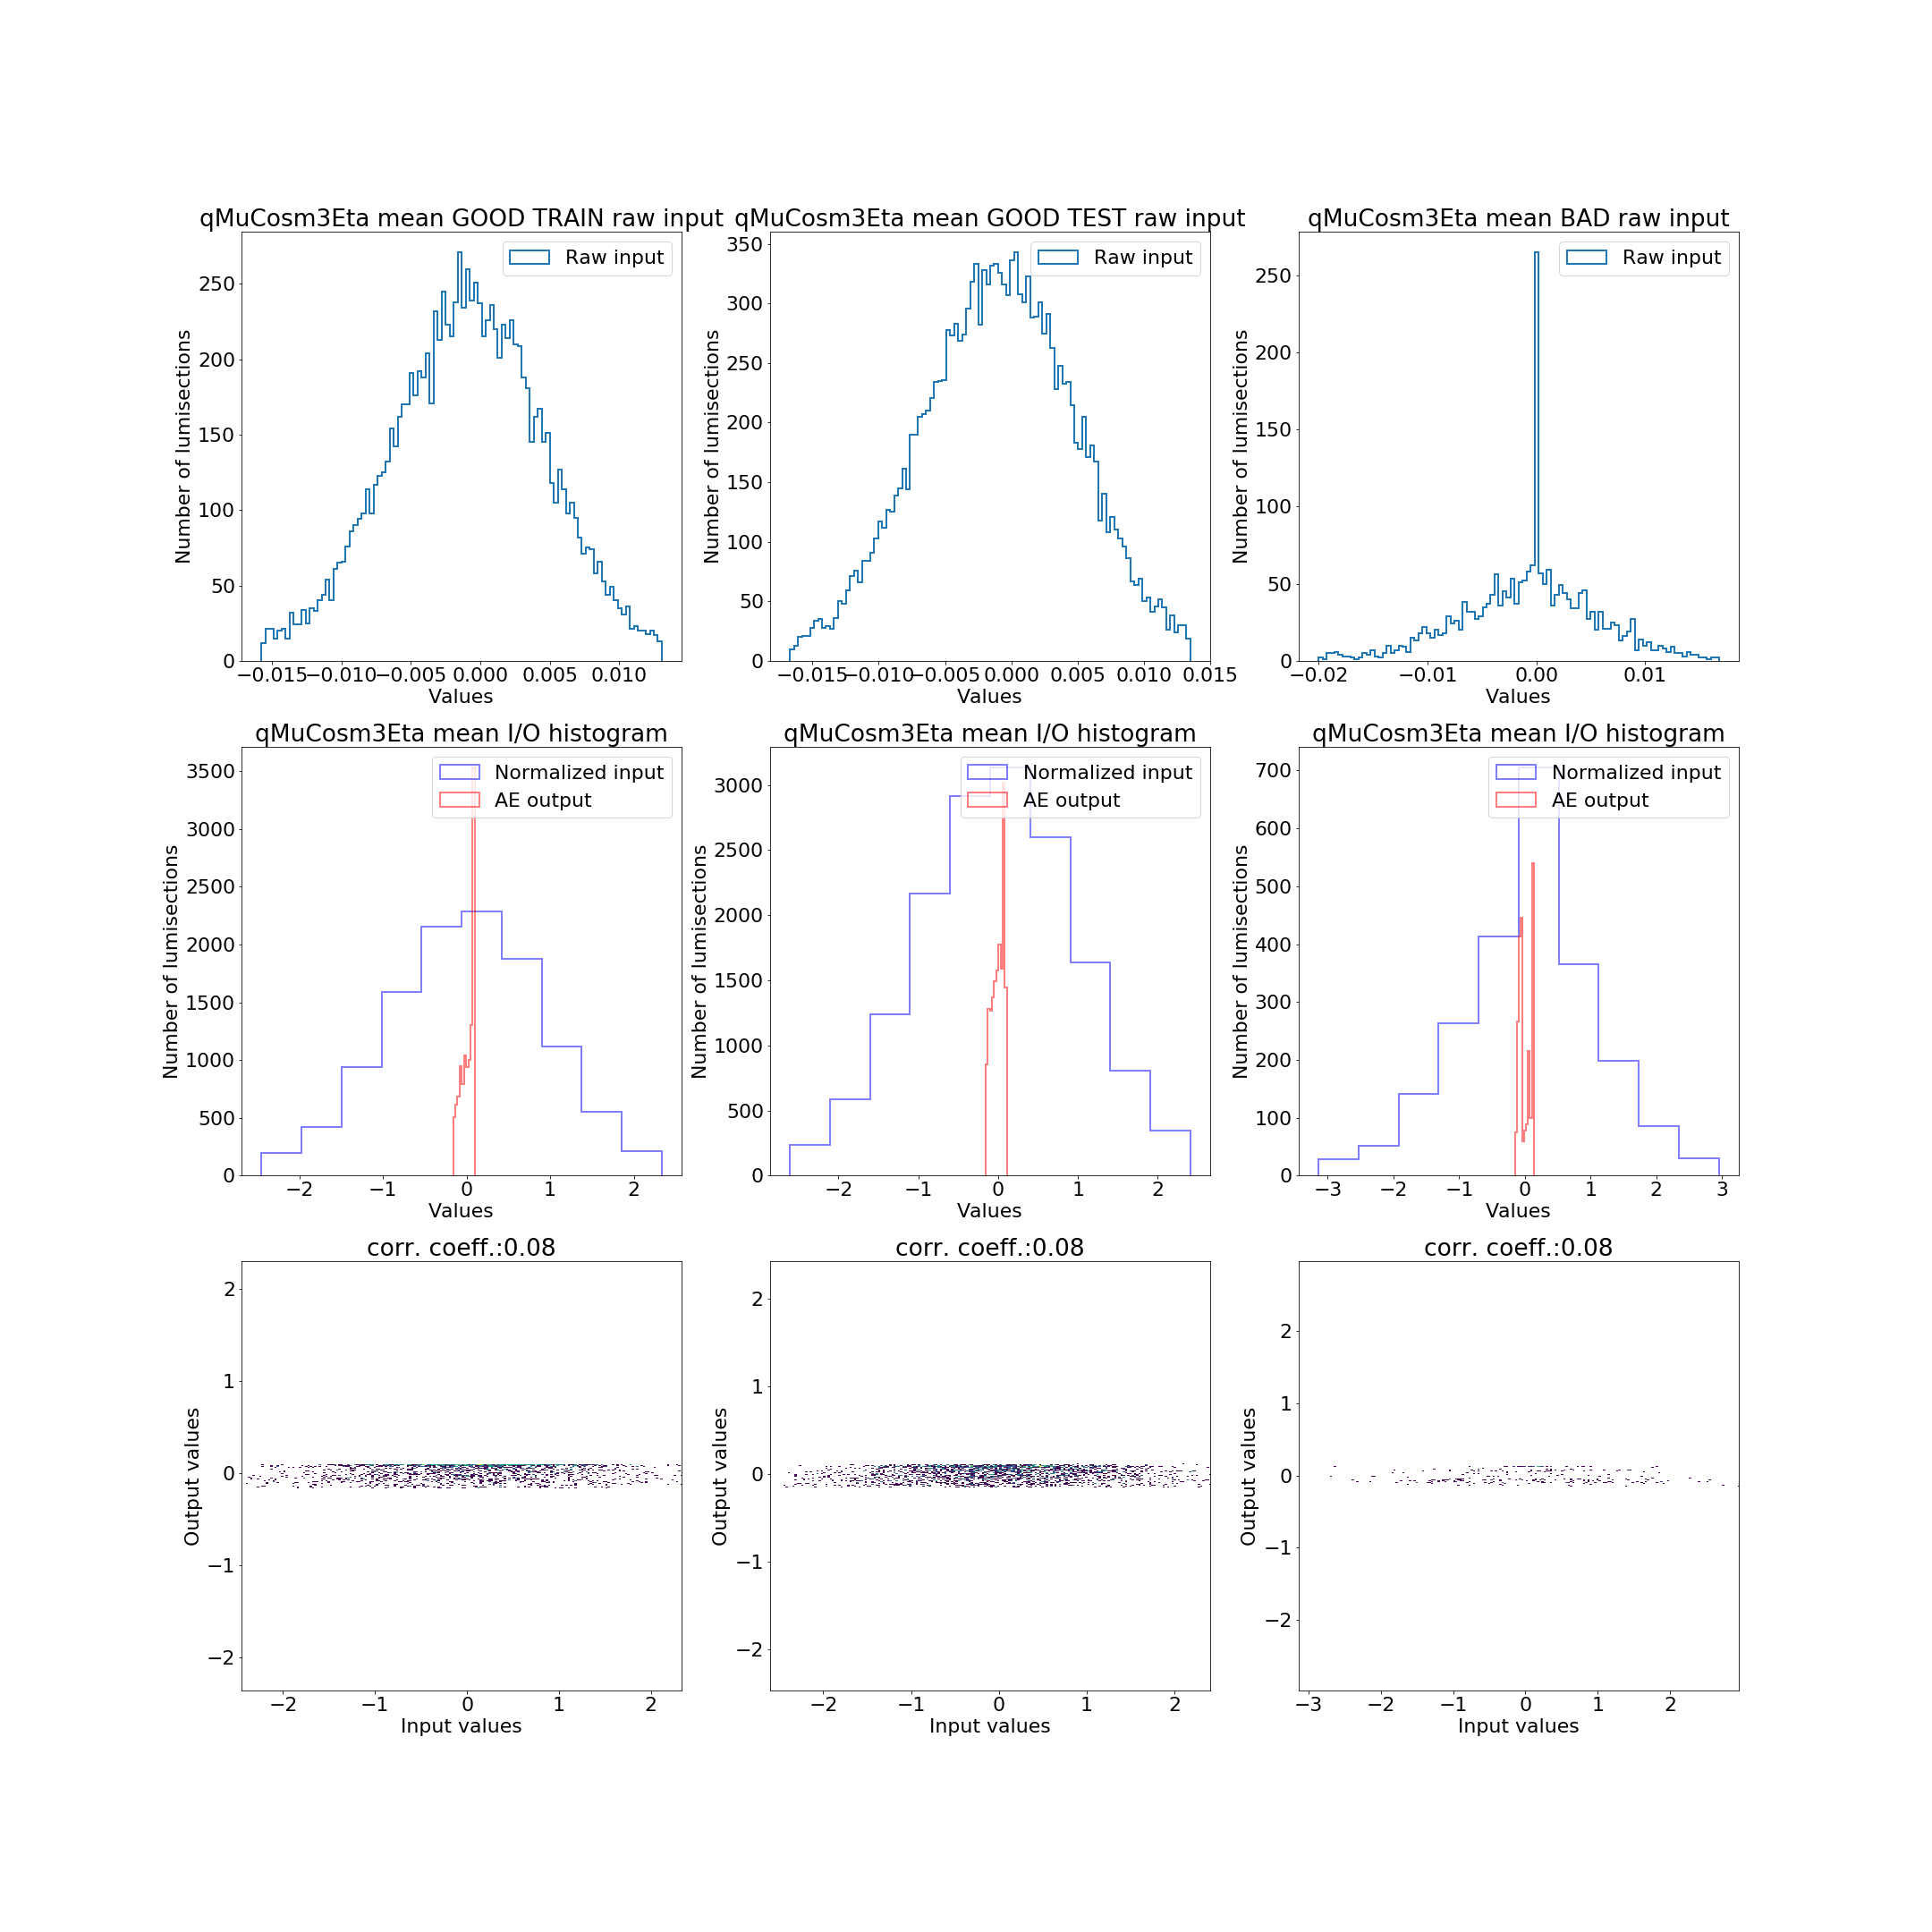 qMuCosm3Eta mean GOOD TRAIN raw input
qMuCosm3Eta mean GOOD TEST raw input
qMuCosm3Eta mean BAD raw input
Number of lumisections
250
200
150
100
50
0
Raw input
−0.015 −0.010 −0.005 0.000 0.005 0.010
Values
Number of lumisections
350
300
250
200
150
100
50
0
Raw input
−0.015 −0.010 −0.005 0.000 0.005 0.010 0.015
Values
Number of lumisections
250
200
150
100
50
0
Raw input
−0.02 −0.01 0.00 0.01
Values
qMuCosm3Eta mean I/O histogram
qMuCosm3Eta mean I/O histogram
qMuCosm3Eta mean I/O histogram
Number of lumisections
3500
3000
2500
2000
1500
1000
500
0
Normalized input
AE output
−2 −1 0 1 2
Values
Number of lumisections
3000
2500
2000
1500
1000
500
0
Normalized input
AE output
−2 −1 0 1 2
Values
Number of lumisections
700
600
500
400
300
200
100
0
Normalized input
AE output
−3 −2 −1 0 1 2 3
Values
corr. coeff.:0.08
corr. coeff.:0.08
corr. coeff.:0.08
Output values
2
1
0
−1
−2
−2 −1 0 1 2
Input values
Output values
2
1
0
−1
−2
−2 −1 0 1 2
Input values
Output values
2
1
0
−1
−2
−3 −2 −1 0 1 2
Input values